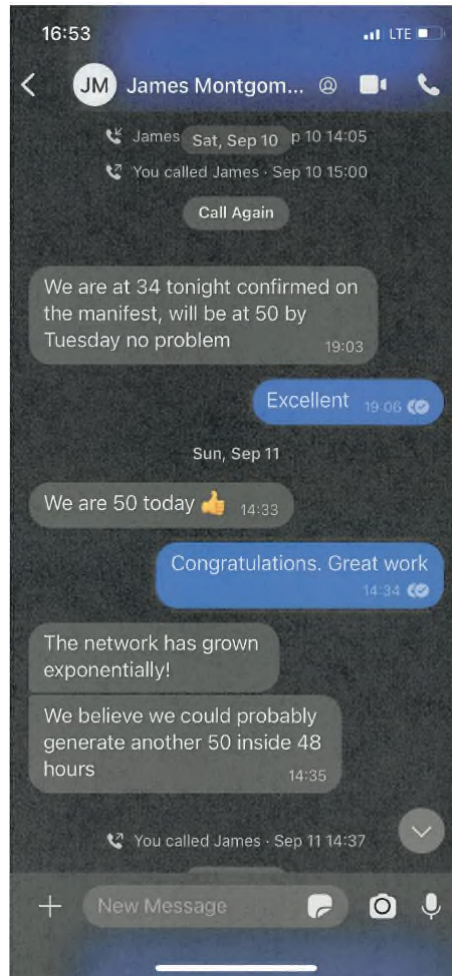 16:53
LTE
JM James Montgom...
James Sat, Sep 10 p 10 14:05
You called James · Sep 10 15:00
Call Again
We are at 34 tonight confirmed on
the manifest, will be at 50 by
Tuesday no problem
19:03
Excellent 19:06
Sun, Sep 11
We are 50 today 👍 14:33
Congratulations. Great work
14:34
The network has grown
exponentially!
We believe we could probably
generate another 50 inside 48
hours
14:35
You called James · Sep 11 14:37
New Message